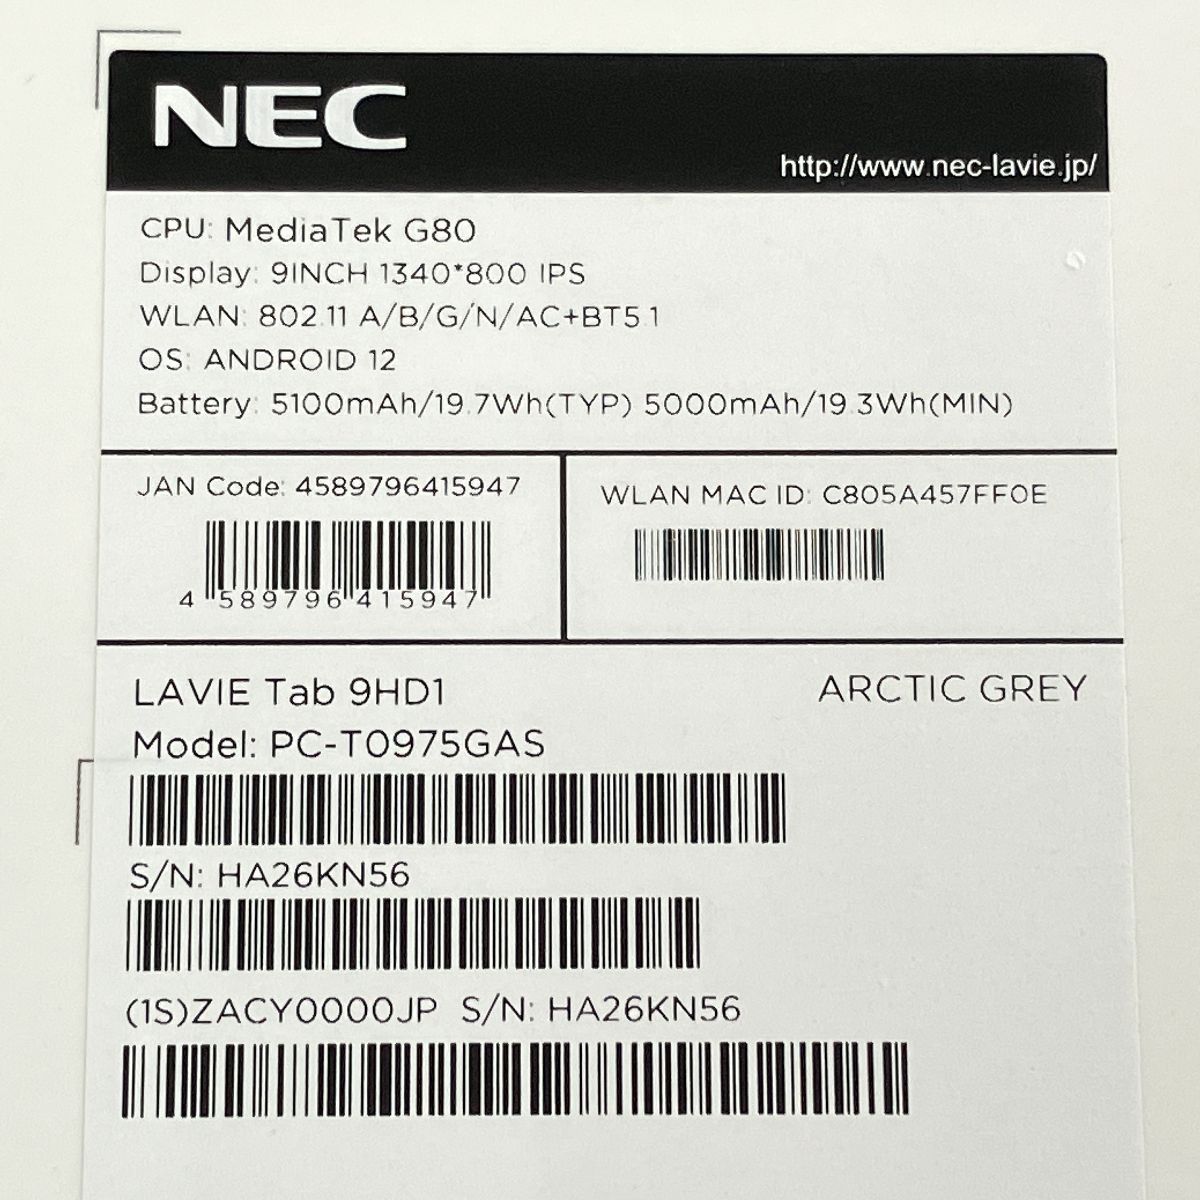 NEC
http://www.nec-lavie.jp/
CPU: MediaTek G80
Display: 9INCH 1340*800 IPS
WLAN: 802.11 A/B/G/N/AC+BT5.1
OS: ANDROID 12
Battery: 5100mAh/19.7Wh(TYP) 5000mAh/19.3Wh(MIN)
JAN Code: 4589796415947
4 589796 415947
WLAN MAC ID: C805A457FF0E
LAVIE Tab 9HD1
ARCTIC GREY
Model: PC-T0975GAS
S/N: HA26KN56
(1S)ZACY0000JP S/N: HA26KN56